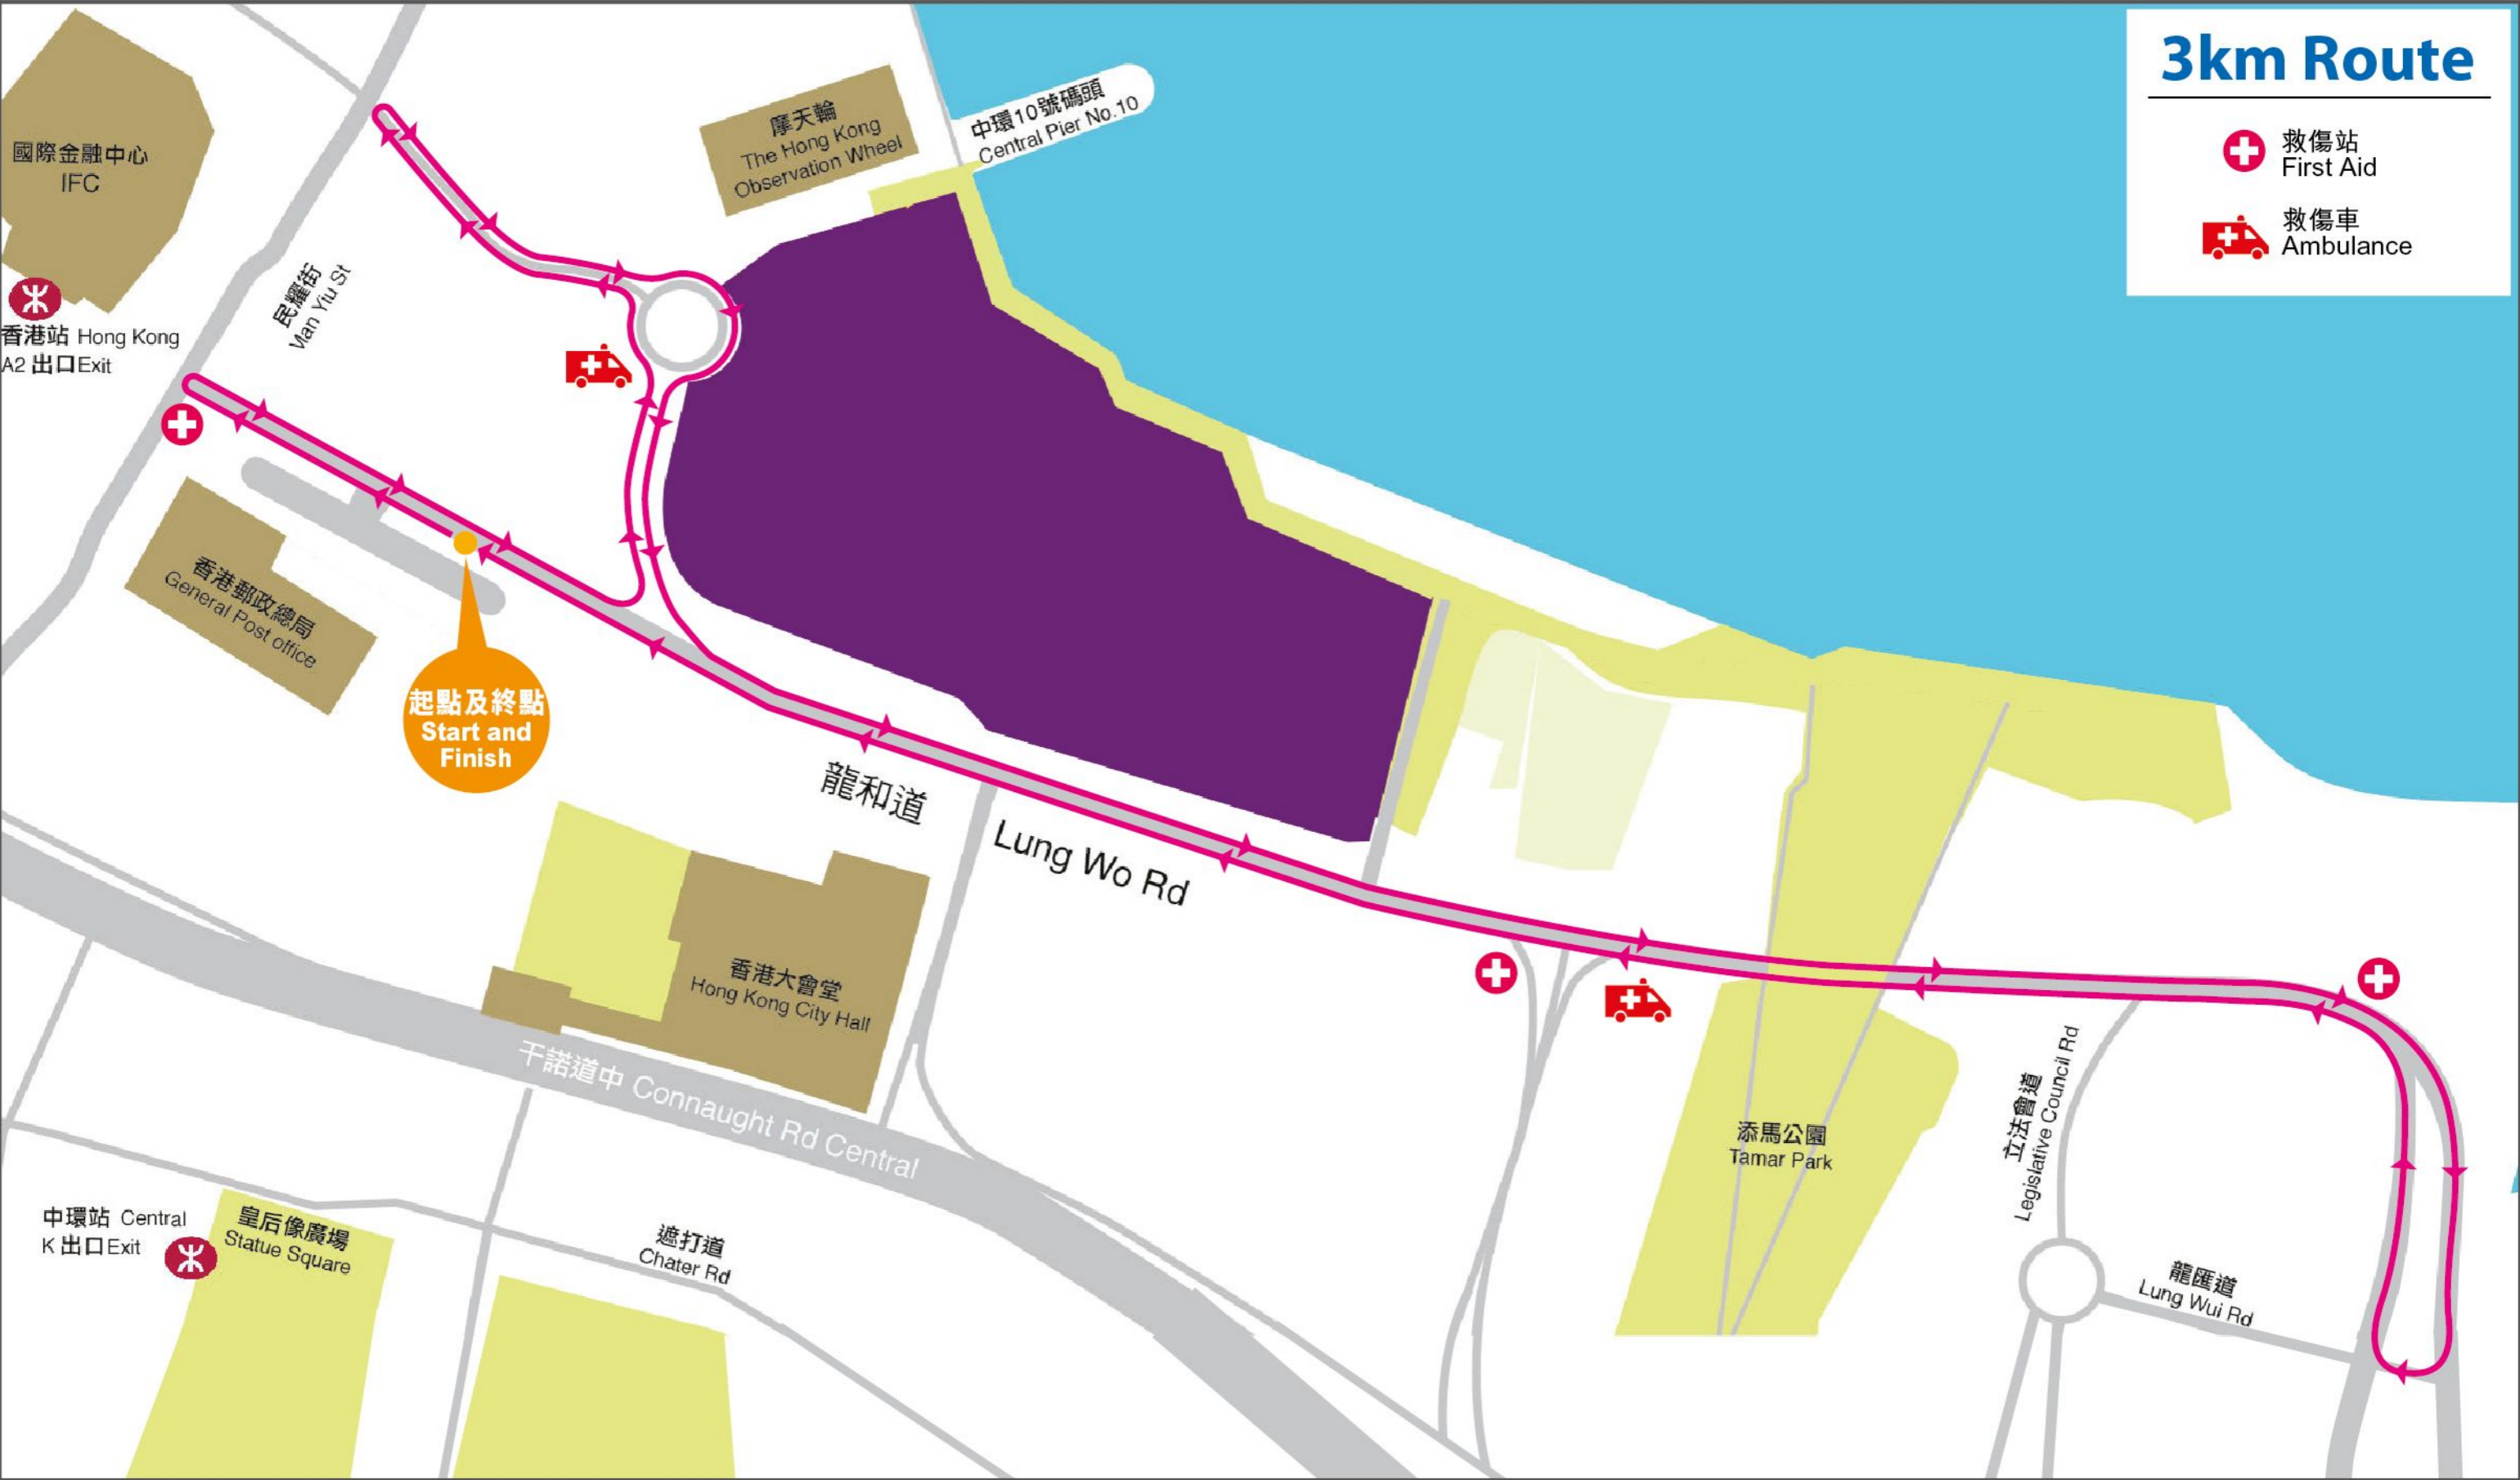 3km Route
救傷站
First Aid
救傷車
Ambulance
國際金融中心
IFC
摩天輪
The Hong Kong
Observation Wheel
中環10號碼頭
Central Pier No.10
民耀街
Man Yiu St
香港站 Hong Kong
A2 出口Exit
香港郵政總局
General Post office
起點及終點
Start and
Finish
龍和道
Lung Wo Rd
香港大會堂
Hong Kong City Hall
干諾道中 Connaught Rd Central
添馬公園
Tamar Park
立法會道
Legislative Council Rd
龍匯道
Lung Wui Rd
中環站 Central
K 出口Exit
皇后像廣場
Statue Square
遮打道
Chater Rd